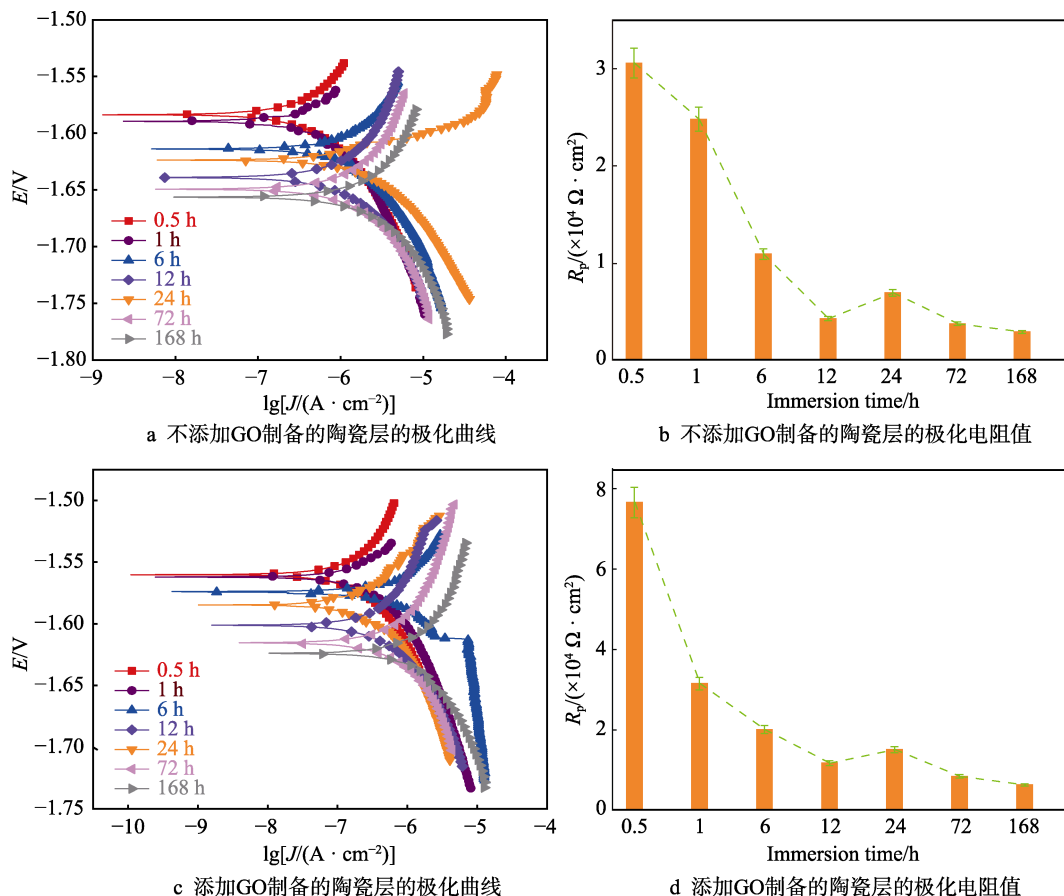 −1.50
−1.55
−1.60
−1.65
−1.70
−1.75
−1.80
E/V
0.5 h
1 h
6 h
12 h
24 h
72 h
168 h
−9 −8 −7 −6 −5 −4
lg[J/(A · cm⁻²)]
a 不添加GO制备的陶瓷层的极化曲线
3
2
1
0
Rₚ/(×10⁴ Ω · cm²)
0.5 1 6 12 24 72 168
Immersion time/h
b 不添加GO制备的陶瓷层的极化电阻值
−1.50
−1.55
−1.60
−1.65
−1.70
−1.75
E/V
0.5 h
1 h
6 h
12 h
24 h
72 h
168 h
−10 −9 −8 −7 −6 −5 −4
lg[J/(A · cm⁻²)]
c 添加GO制备的陶瓷层的极化曲线
8
6
4
2
0
Rₚ/(×10⁴ Ω · cm²)
0.5 1 6 12 24 72 168
Immersion time/h
d 添加GO制备的陶瓷层的极化电阻值